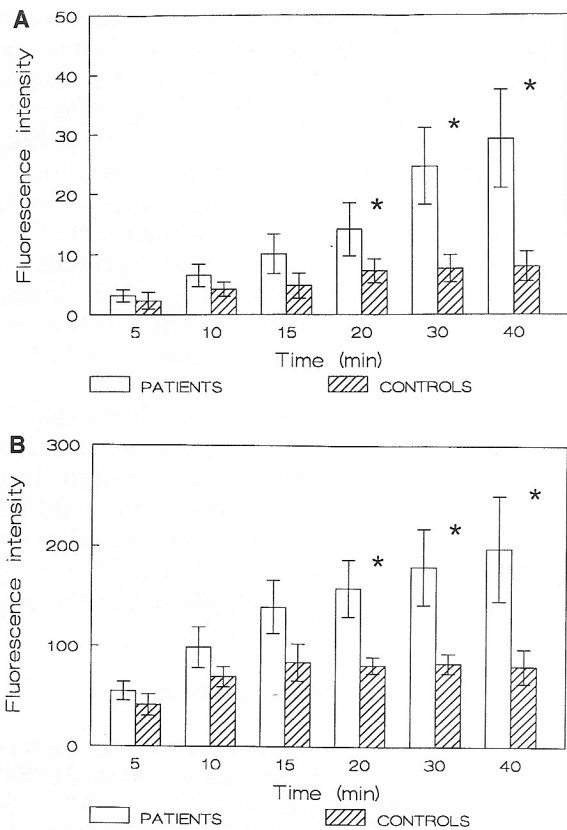 A
50
40
30
20
10
0
Fluorescence intensity
*
*
*
5 10 15 20 30 40
Time (min)
PATIENTS CONTROLS
B
300
200
100
0
Fluorescence intensity
*
*
*
5 10 15 20 30 40
Time (min)
PATIENTS CONTROLS